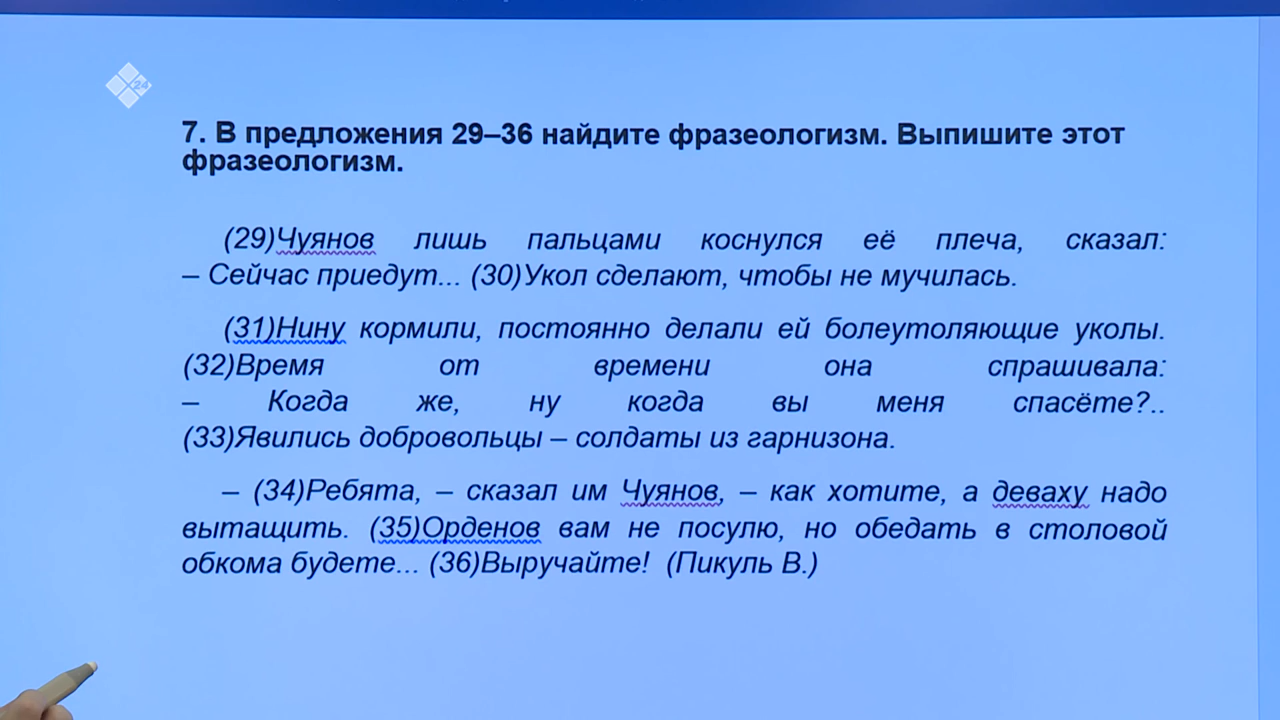 24
7. В предложения 29–36 найдите фразеологизм. Выпишите этот
фразеологизм.
(29)Чуянов лишь пальцами коснулся её плеча, сказал:
– Сейчас приедут... (30)Укол сделают, чтобы не мучилась.
(31)Нину кормили, постоянно делали ей болеутоляющие уколы.
(32)Время от времени она спрашивала:
– Когда же, ну когда вы меня спасёте?..
(33)Явились добровольцы – солдаты из гарнизона.
– (34)Ребята, – сказал им Чуянов, – как хотите, а деваху надо
вытащить. (35)Орденов вам не посулю, но обедать в столовой
обкома будете... (36)Выручайте! (Пикуль В.)